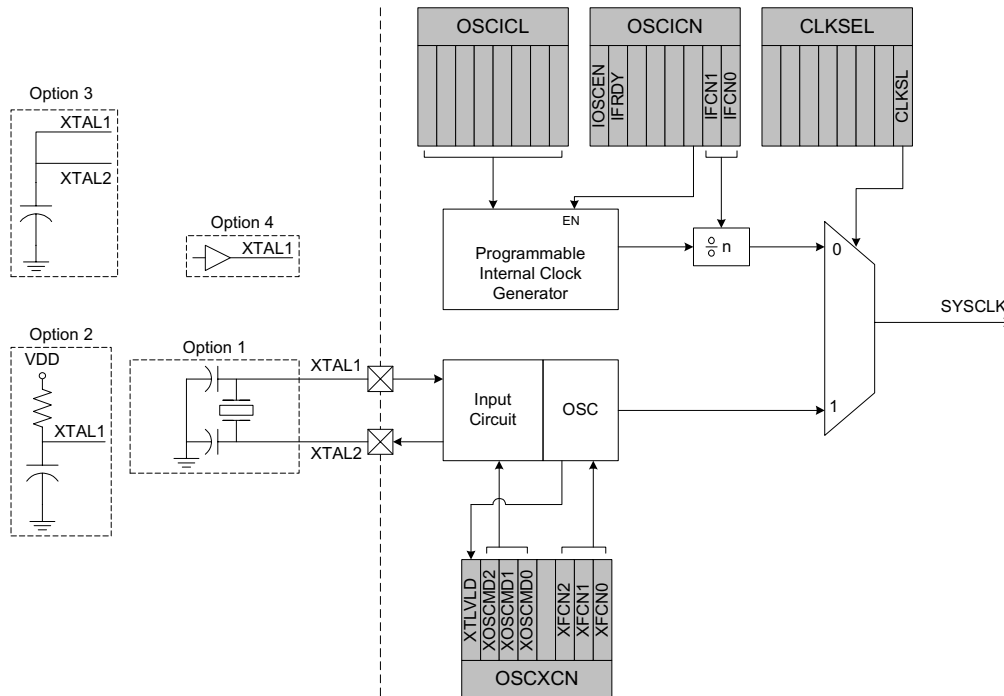 OSCICL
OSCICN
CLKSEL
IOSCEN
IFRDY
IFCN1
IFCN0
CLKSL
Option 3
XTAL1
XTAL2
Option 4
XTAL1
EN
Programmable
Internal Clock
Generator
n
0
SYSCLK
Option 2
VDD
XTAL1
Option 1
XTAL1
XTAL2
Input
Circuit
OSC
1
XTLVLD
XOSCMD2
XOSCMD1
XOSCMD0
XFCN2
XFCN1
XFCN0
OSCXCN